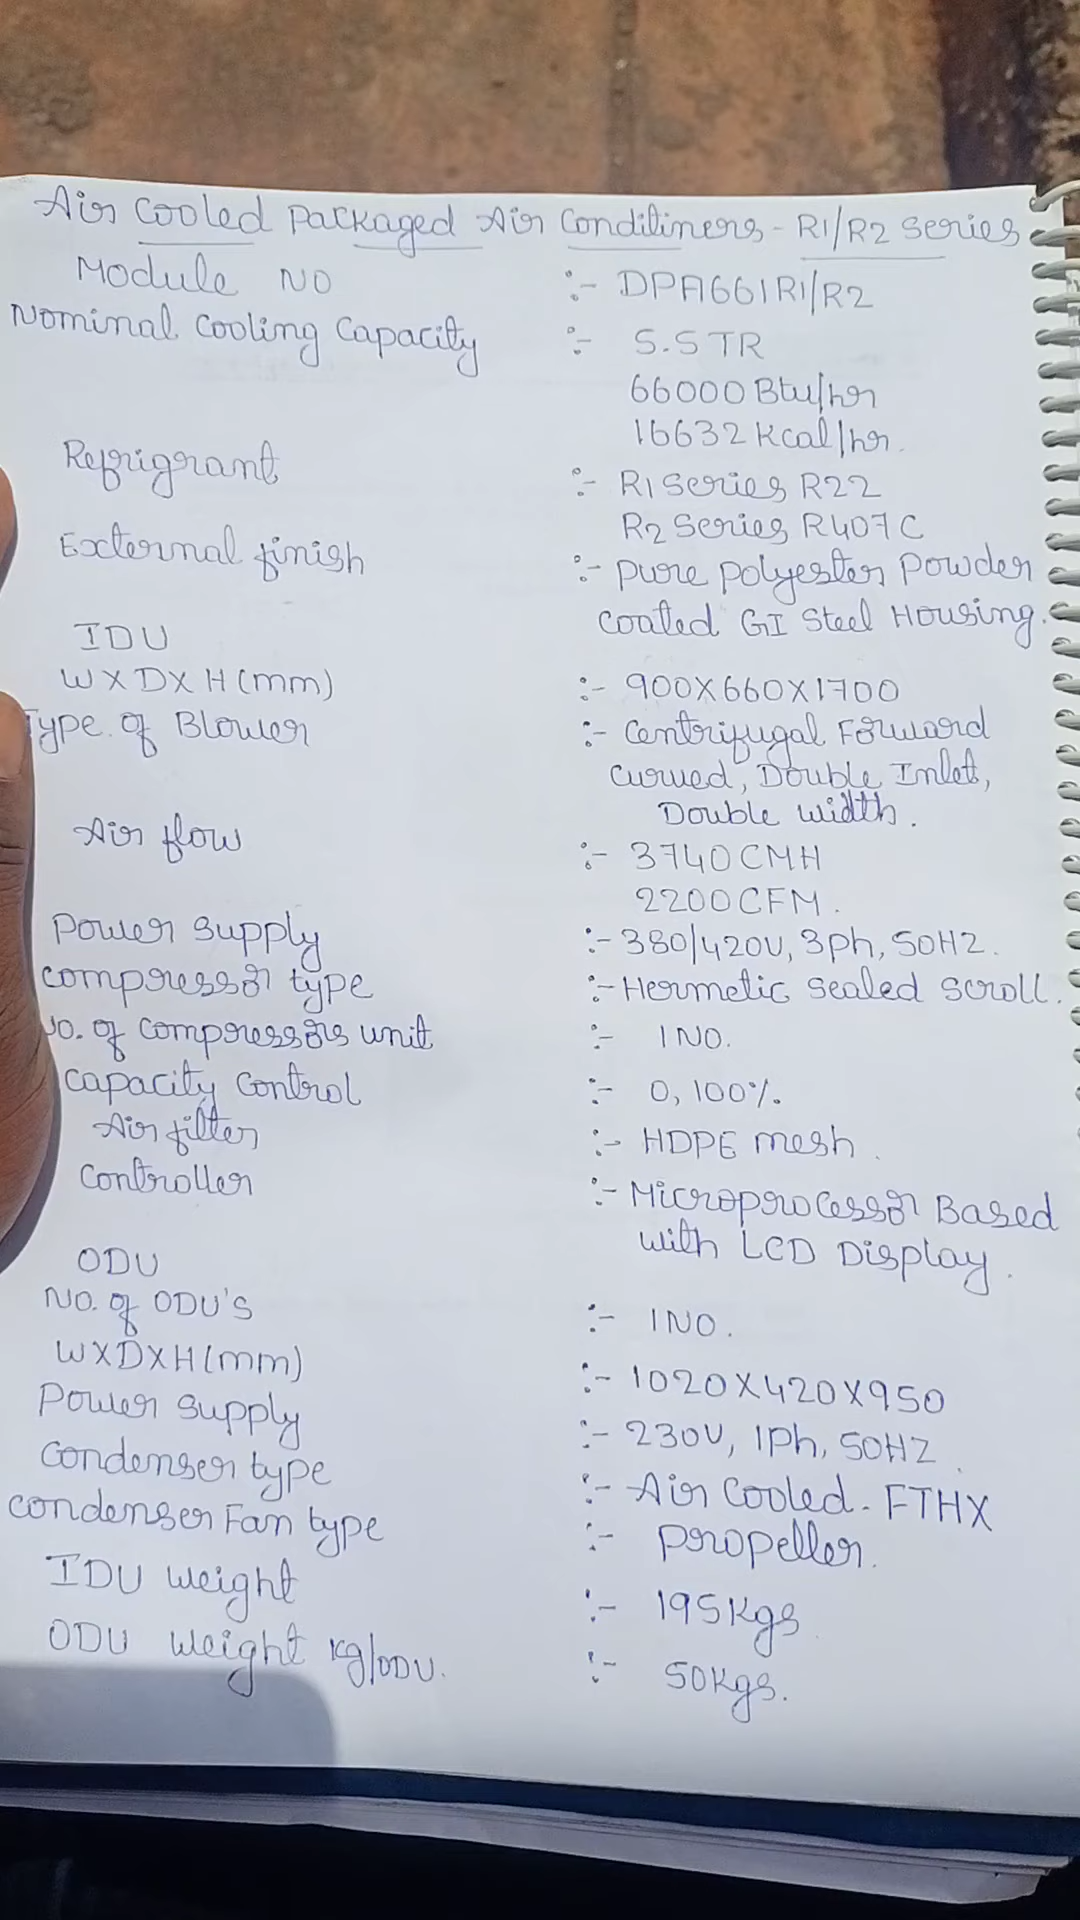 Air Cooled Packaged Air Conditiners - R1/R2 Series
Module NO :- DPA661R1/R2
Nominal Cooling Capacity :- 5.5 TR
66000 Btu/hr
16632 Kcal/hr.
Refrigrant :- R1 Series R22
R2 Series R407C
External finish :- pure polyester Powder
coated GI Steel Housing.
IDU
WXDXH(mm) :- 900X660X1700
Type of Blower :- Centrifugal Forward
curved, Double Inlet,
Double width.
Air flow :- 3740 CMH
2200 CFM.
Power Supply :- 380/420V, 3Ph, 50HZ.
compressor type :- Hermetic Sealed Scroll.
No. of compressors unit :- 1 NO.
Capacity Control :- 0, 100%.
Air filter :- HDPE mesh.
Controller :- Microprocessor Based
with LCD Display.
ODU
NO. of ODU'S :- 1 NO.
WXDXH(mm) :- 1020X420X950
Power Supply :- 230V, 1Ph, 50HZ.
Condenser type :- Air Cooled - FTHX
condenser Fan type :- Propeller.
IDU weight :- 195Kgs
ODU weight kg/ODU. :- 50Kgs.